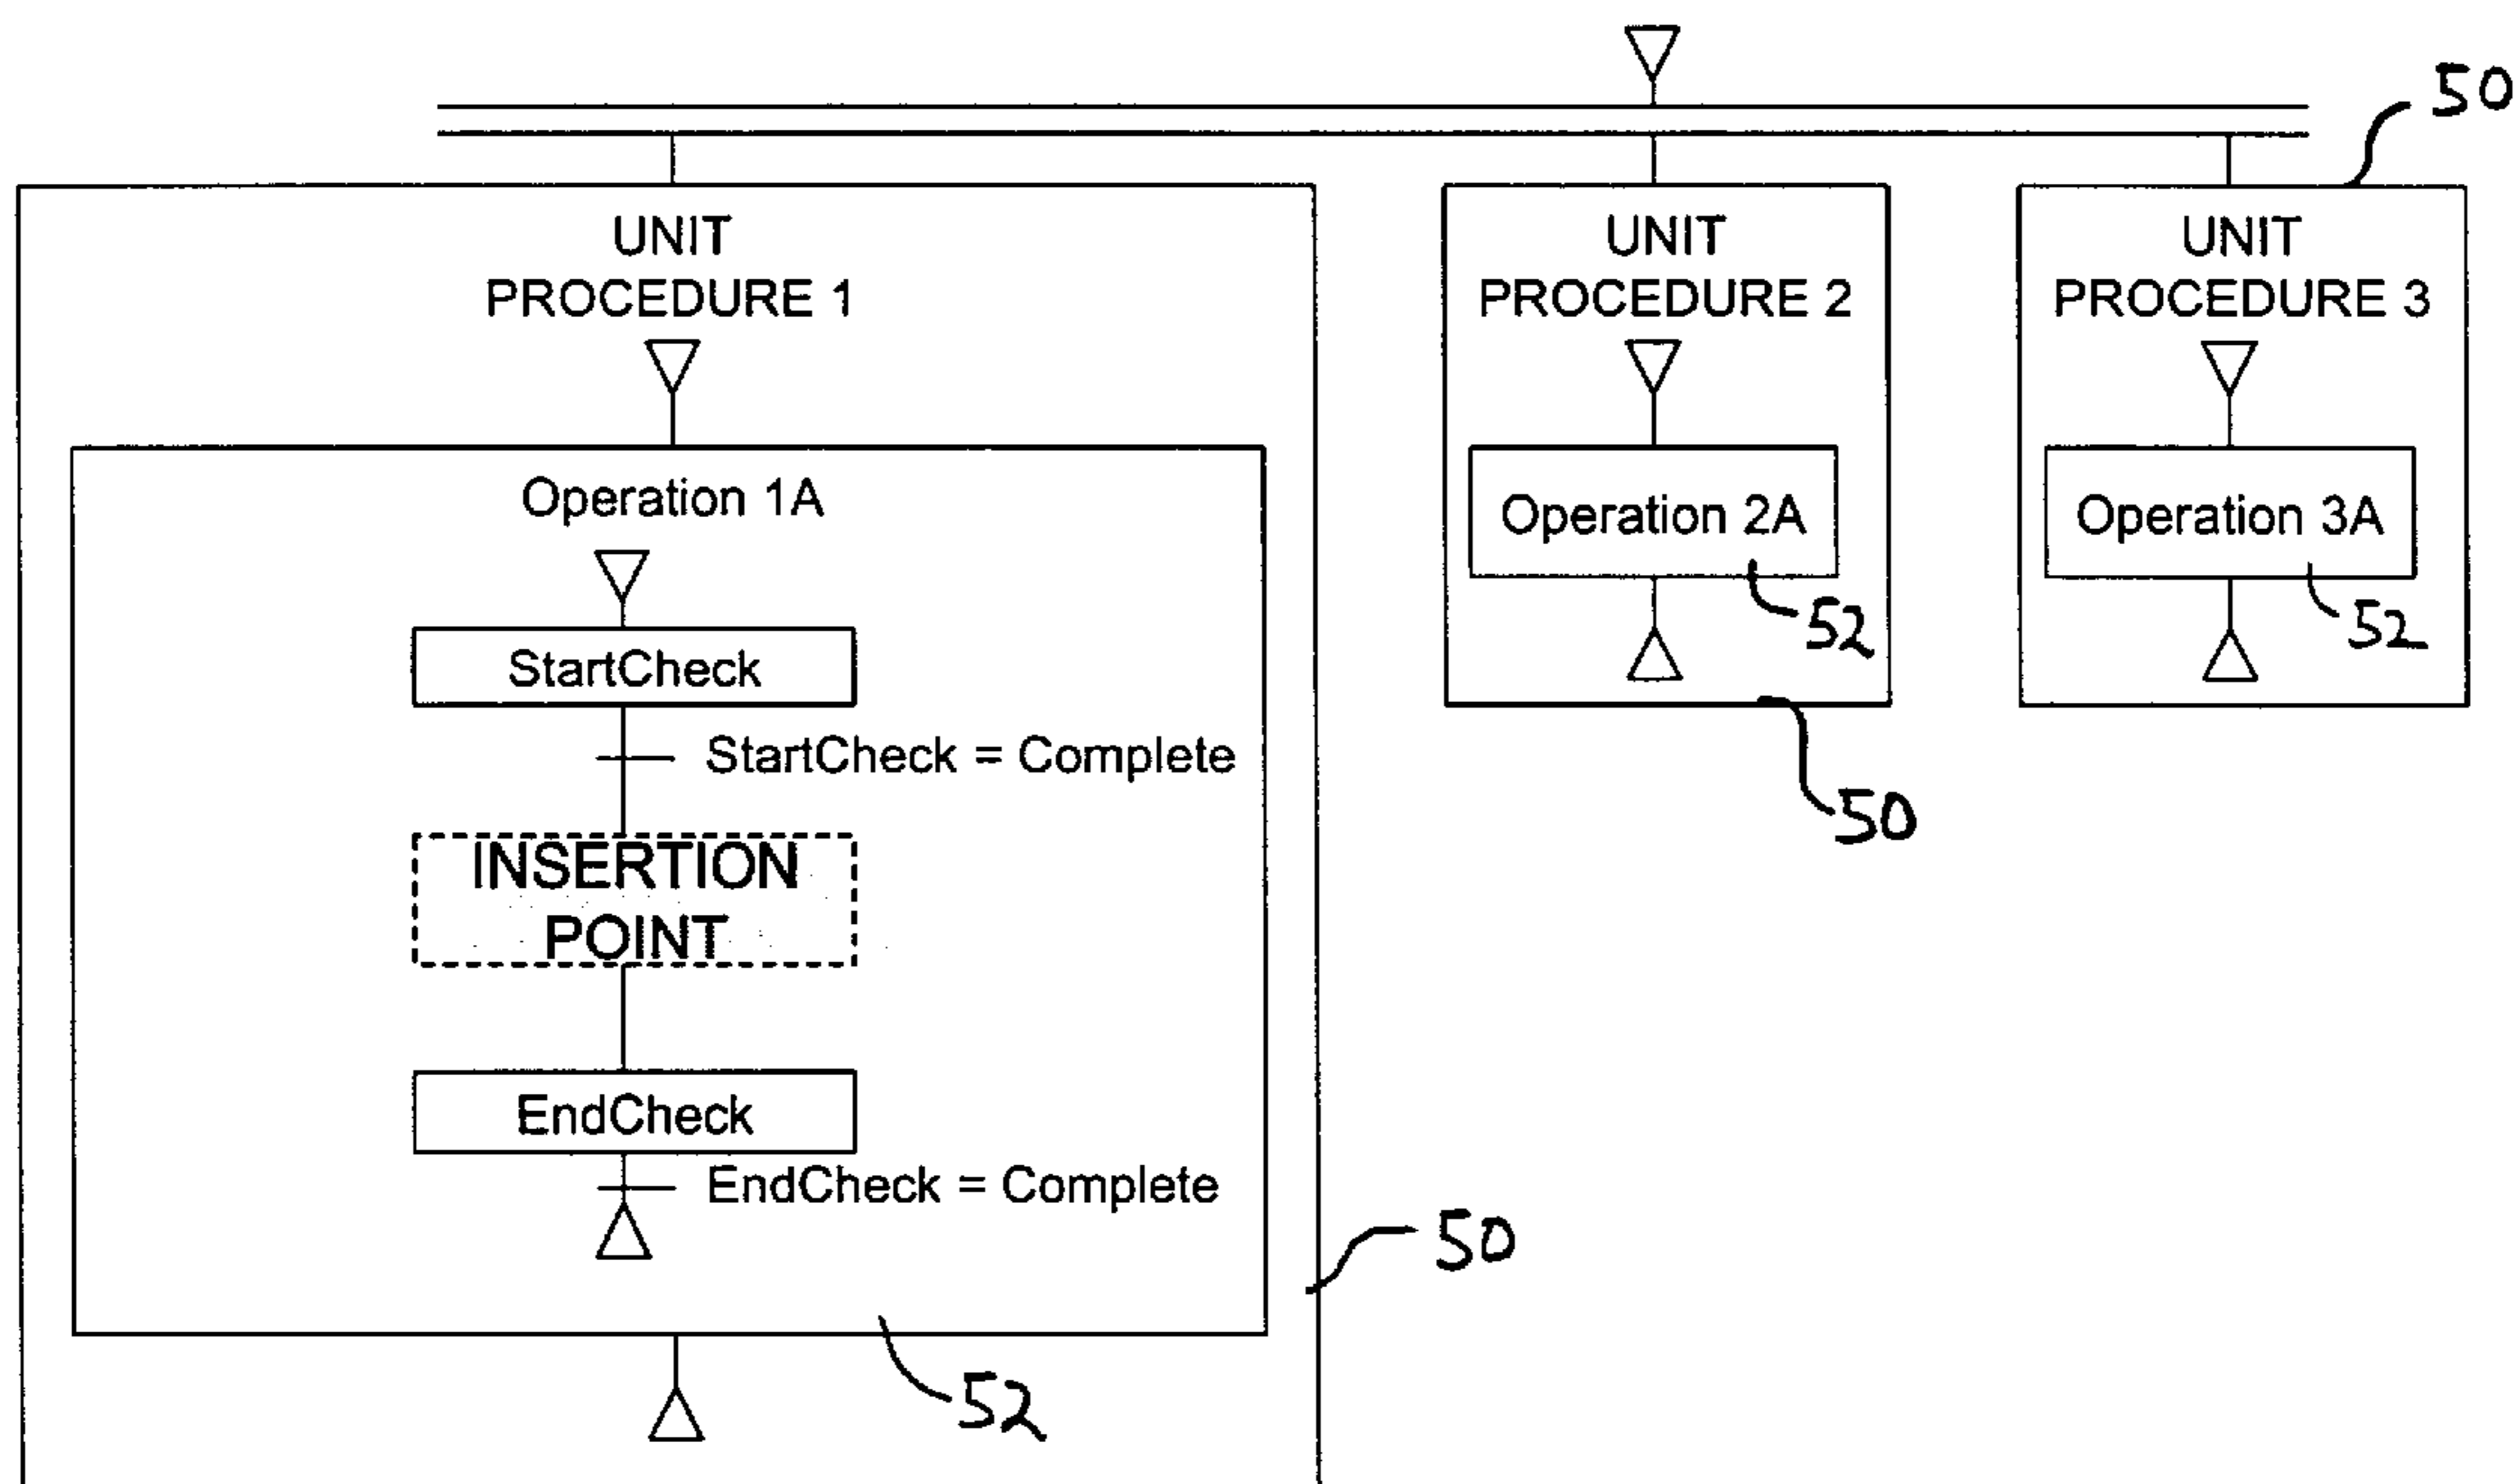 50
UNIT
PROCEDURE 1
UNIT
PROCEDURE 2
UNIT
PROCEDURE 3
Operation 1A
Operation 2A
Operation 3A
52
52
StartCheck
StartCheck = Complete
50
INSERTION
POINT
EndCheck
EndCheck = Complete
50
52